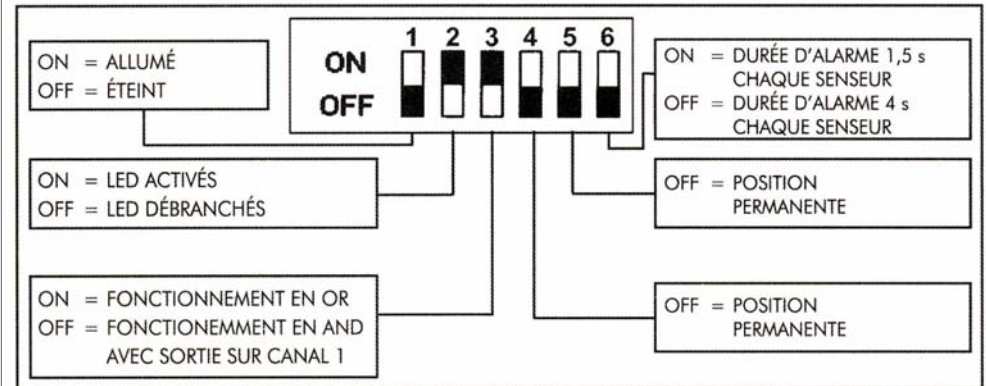 1 2 3 4 5 6
ON
OFF
ON = ALLUMÉ
OFF = ÉTEINT
ON = LED ACTIVÉS
OFF = LED DÉBRANCHÉS
ON = FONCTIONNEMENT EN OR
OFF = FONCTIONEMMENT EN AND
AVEC SORTIE SUR CANAL 1
ON = DURÉE D'ALARME 1,5 s
CHAQUE SENSEUR
OFF = DURÉE D'ALARME 4 s
CHAQUE SENSEUR
OFF = POSITION
PERMANENTE
OFF = POSITION
PERMANENTE